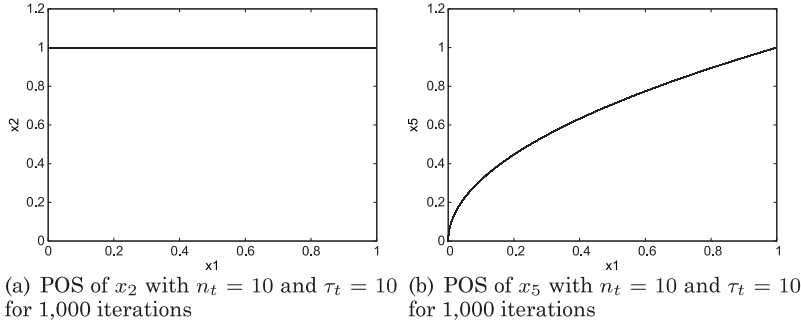 1.2
1
0.8
0.6
0.4
0.2
0
x2
0 0.2 0.4 0.6 0.8 1
x1
(a) POS of x₂ with nₜ = 10 and τₜ = 10
for 1,000 iterations
1.2
1
0.8
0.6
0.4
0.2
0
x5
0 0.2 0.4 0.6 0.8 1
x1
(b) POS of x₅ with nₜ = 10 and τₜ = 10
for 1,000 iterations